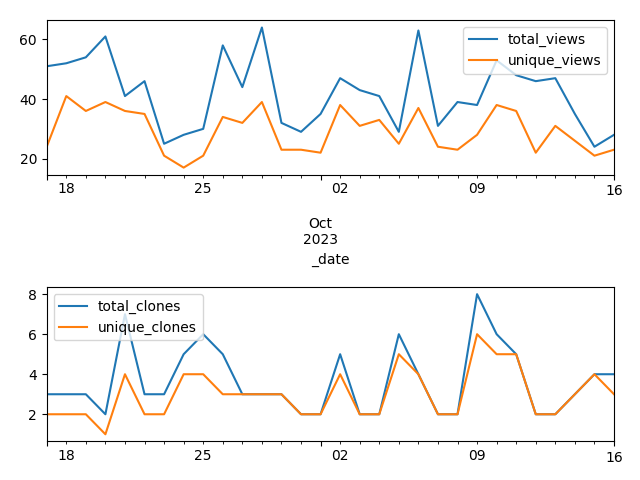 60
40
20
total_views
unique_views
18 25 02 09 16
Oct
2023
_date
8
6
4
2
total_clones
unique_clones
18 25 02 09 16